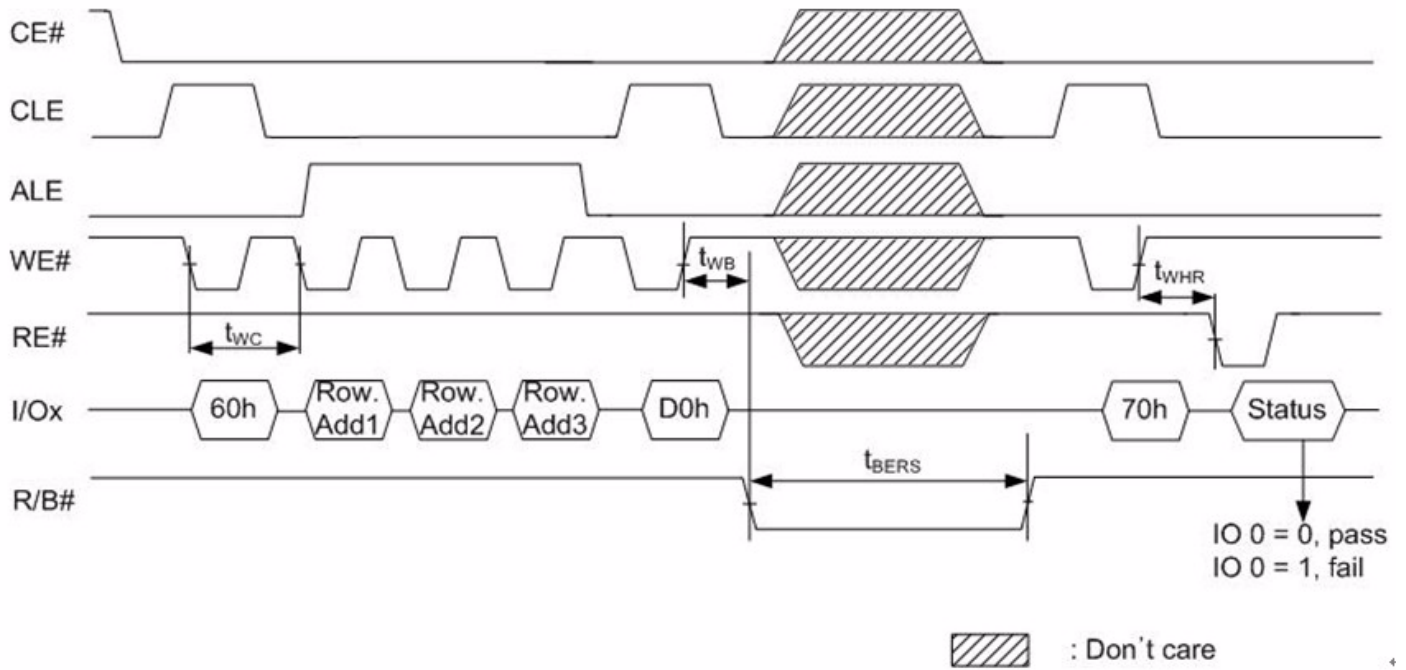 CE#
CLE
ALE
WE#
tWB
tWHR
RE#
tWC
I/Ox
60h
Row.
Add1
Row.
Add2
Row.
Add3
D0h
70h
Status
tBERS
R/B#
IO 0 = 0, pass
IO 0 = 1, fail
: Don't care